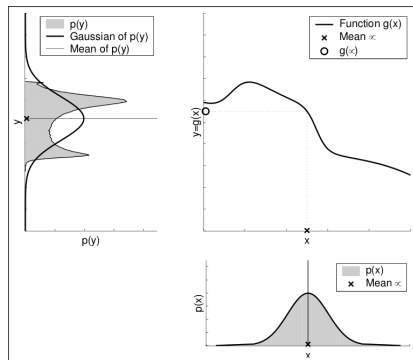 p(y)
Gaussian of p(y)
Mean of p(y)
y
p(y)
Function g(x)
Mean ∝
g(∝)
y=g(x)
x
p(x)
Mean ∝
p(x)
x